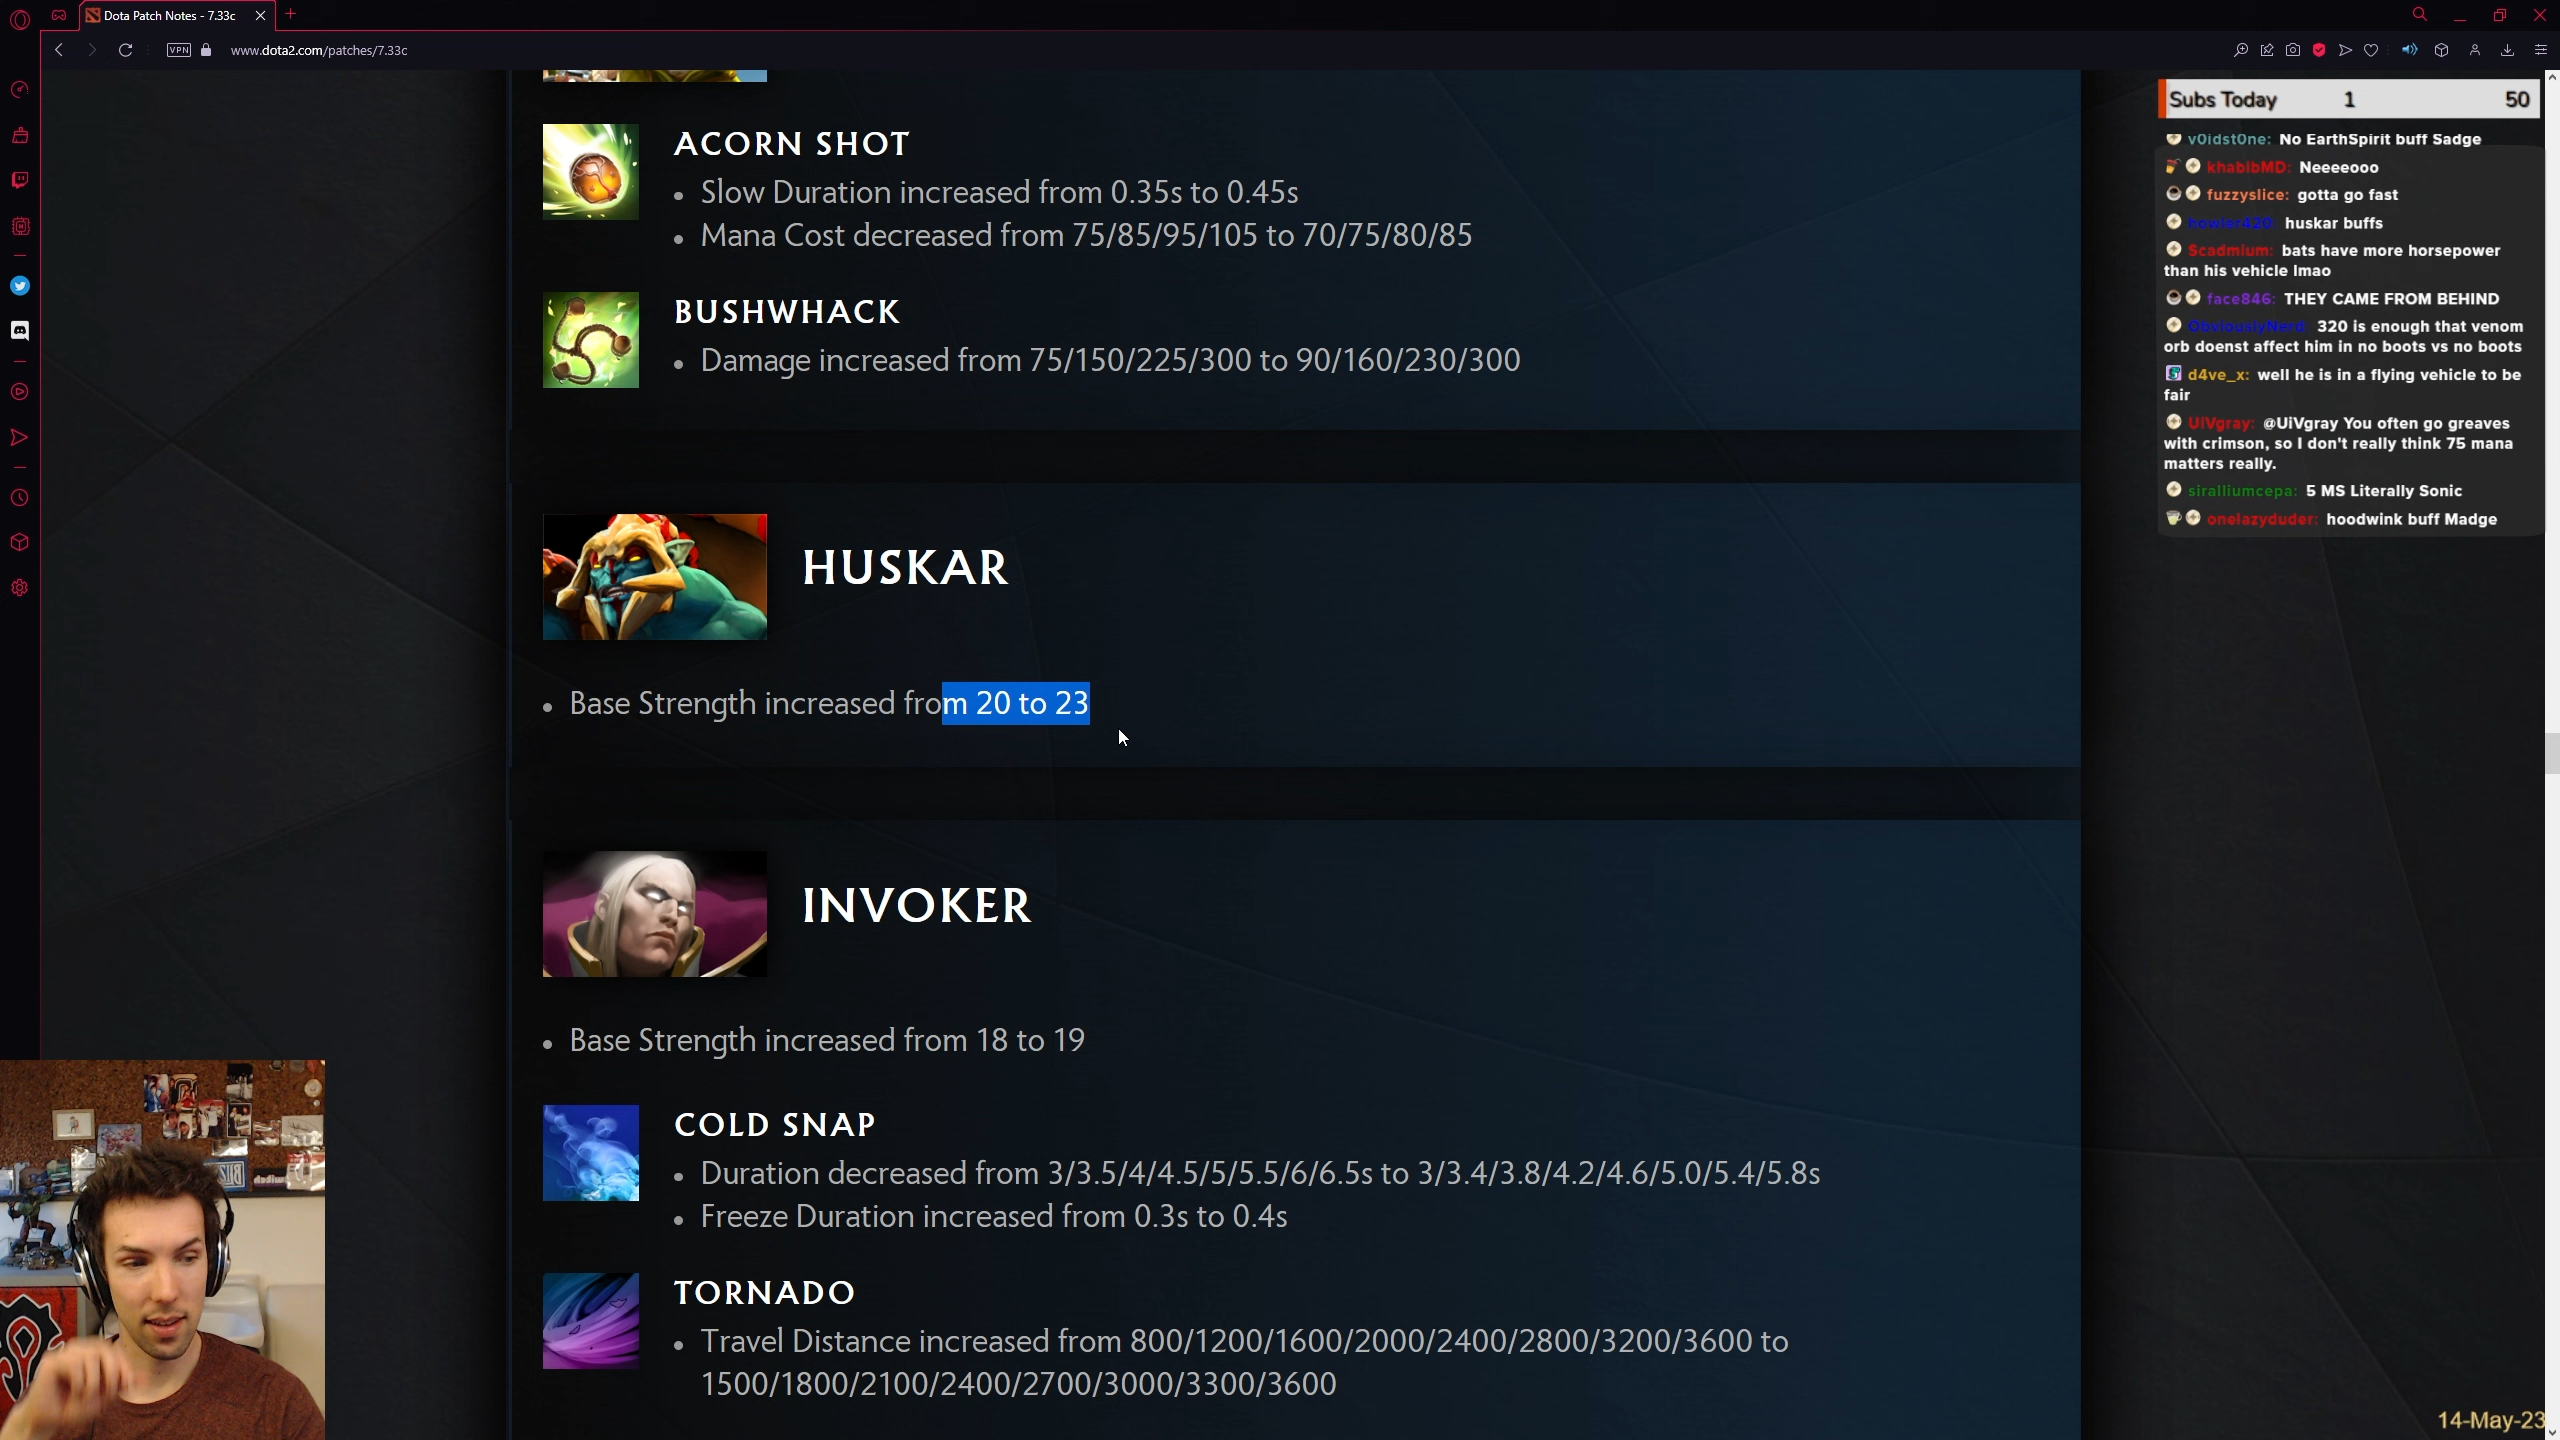 Dota Patch Notes - 7.33c
VPN
www.dota2.com/patches/7.33c
ACORN SHOT
• Slow Duration increased from 0.35s to 0.45s
• Mana Cost decreased from 75/85/95/105 to 70/75/80/85
BUSHWHACK
• Damage increased from 75/150/225/300 to 90/160/230/300
HUSKAR
• Base Strength increased from 20 to 23
INVOKER
• Base Strength increased from 18 to 19
COLD SNAP
• Duration decreased from 3/3.5/4/4.5/5/5.5/6/6.5s to 3/3.4/3.8/4.2/4.6/5.0/5.4/5.8s
• Freeze Duration increased from 0.3s to 0.4s
TORNADO
• Travel Distance increased from 800/1200/1600/2000/2400/2800/3200/3600 to
1500/1800/2100/2400/2700/3000/3300/3600
Subs Today 1 50
v0idst0ne: No EarthSpirit buff Sadge
khabibMD: Neeeeooo
fuzzyslice: gotta go fast
howler420: huskar buffs
Scadmium: bats have more horsepower
than his vehicle lmao
face846: THEY CAME FROM BEHIND
ObviouslyNerd: 320 is enough that venom
orb doenst affect him in no boots vs no boots
d4ve_x: well he is in a flying vehicle to be
fair
UiVgray: @UiVgray You often go greaves
with crimson, so I don't really think 75 mana
matters really.
siralliumcepa: 5 MS Literally Sonic
onelazyduder: hoodwink buff Madge
14-May-23